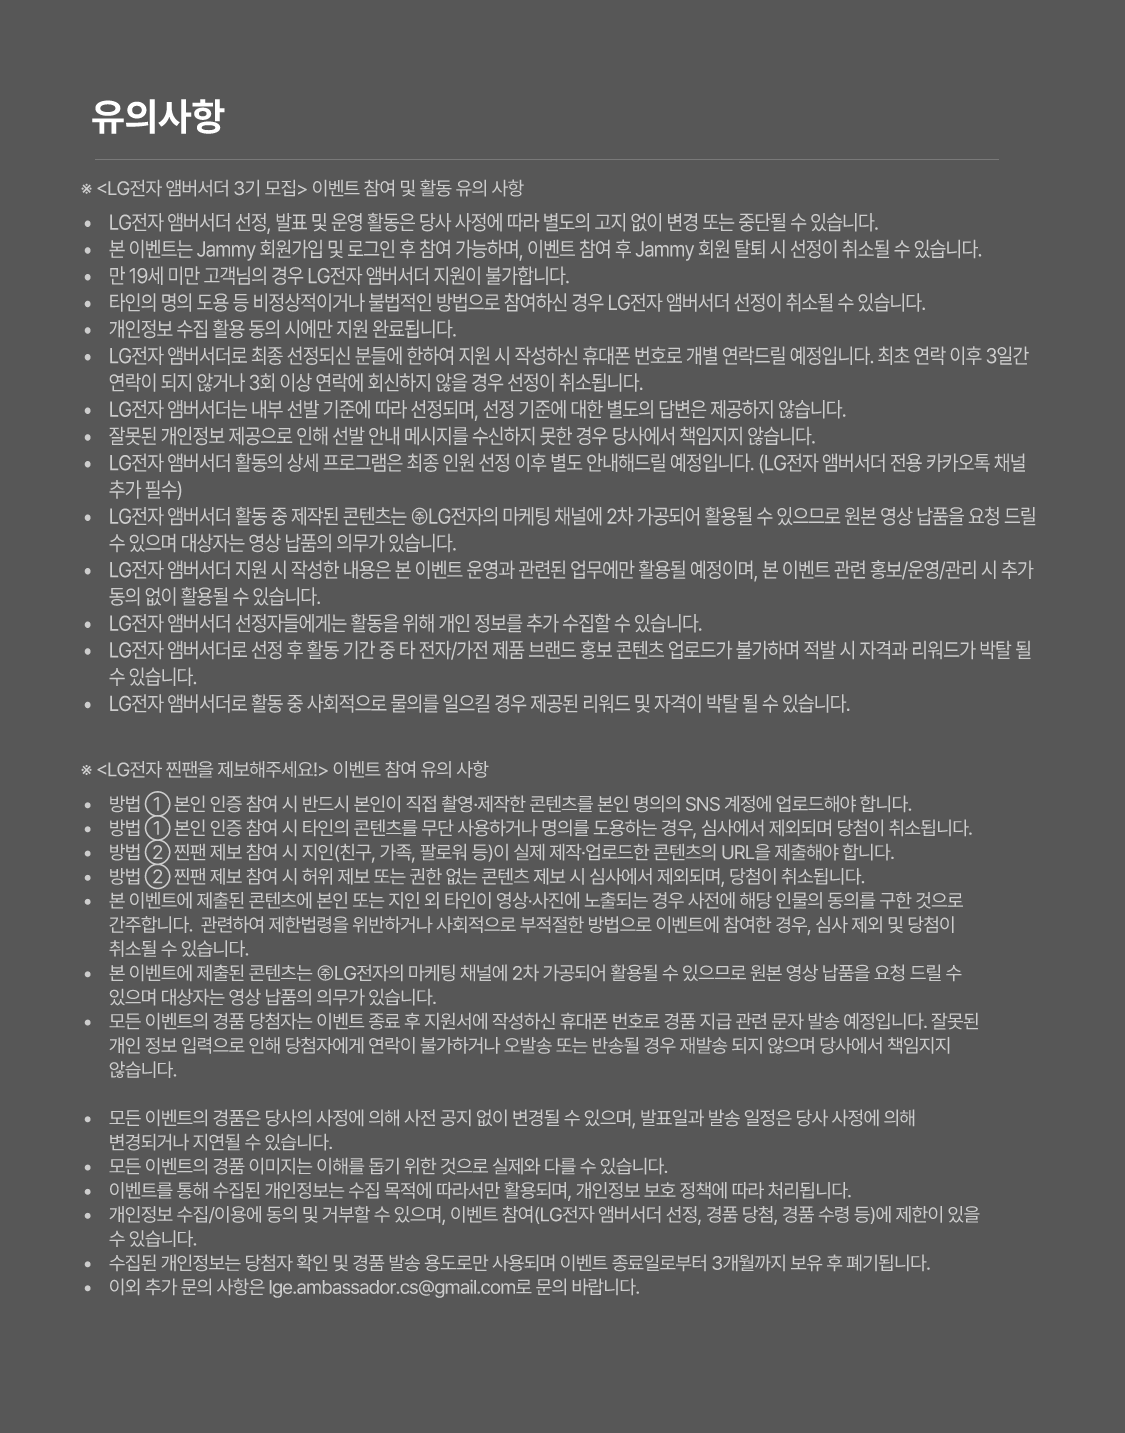 유의사항
※ <LG전자 앰버서더 3기 모집> 이벤트 참여 및 활동 유의 사항
• LG전자 앰버서더 선정, 발표 및 운영 활동은 당사 사정에 따라 별도의 고지 없이 변경 또는 중단될 수 있습니다.
• 본 이벤트는 Jammy 회원가입 및 로그인 후 참여 가능하며, 이벤트 참여 후 Jammy 회원 탈퇴 시 선정이 취소될 수 있습니다.
• 만 19세 미만 고객님의 경우 LG전자 앰버서더 지원이 불가합니다.
• 타인의 명의 도용 등 비정상적이거나 불법적인 방법으로 참여하신 경우 LG전자 앰버서더 선정이 취소될 수 있습니다.
• 개인정보 수집 활용 동의 시에만 지원 완료됩니다.
• LG전자 앰버서더로 최종 선정되신 분들에 한하여 지원 시 작성하신 휴대폰 번호로 개별 연락드릴 예정입니다. 최초 연락 이후 3일간
연락이 되지 않거나 3회 이상 연락에 회신하지 않을 경우 선정이 취소됩니다.
• LG전자 앰버서더는 내부 선발 기준에 따라 선정되며, 선정 기준에 대한 별도의 답변은 제공하지 않습니다.
• 잘못된 개인정보 제공으로 인해 선발 안내 메시지를 수신하지 못한 경우 당사에서 책임지지 않습니다.
• LG전자 앰버서더 활동의 상세 프로그램은 최종 인원 선정 이후 별도 안내해드릴 예정입니다. (LG전자 앰버서더 전용 카카오톡 채널
추가 필수)
• LG전자 앰버서더 활동 중 제작된 콘텐츠는 ㈜LG전자의 마케팅 채널에 2차 가공되어 활용될 수 있으므로 원본 영상 납품을 요청 드릴
수 있으며 대상자는 영상 납품의 의무가 있습니다.
• LG전자 앰버서더 지원 시 작성한 내용은 본 이벤트 운영과 관련된 업무에만 활용될 예정이며, 본 이벤트 관련 홍보/운영/관리 시 추가
동의 없이 활용될 수 있습니다.
• LG전자 앰버서더 선정자들에게는 활동을 위해 개인 정보를 추가 수집할 수 있습니다.
• LG전자 앰버서더로 선정 후 활동 기간 중 타 전자/가전 제품 브랜드 홍보 콘텐츠 업로드가 불가하며 적발 시 자격과 리워드가 박탈 될
수 있습니다.
• LG전자 앰버서더로 활동 중 사회적으로 물의를 일으킬 경우 제공된 리워드 및 자격이 박탈 될 수 있습니다.
※ <LG전자 찐팬을 제보해주세요!> 이벤트 참여 유의 사항
• 방법 ① 본인 인증 참여 시 반드시 본인이 직접 촬영·제작한 콘텐츠를 본인 명의의 SNS 계정에 업로드해야 합니다.
• 방법 ① 본인 인증 참여 시 타인의 콘텐츠를 무단 사용하거나 명의를 도용하는 경우, 심사에서 제외되며 당첨이 취소됩니다.
• 방법 ② 찐팬 제보 참여 시 지인(친구, 가족, 팔로워 등)이 실제 제작·업로드한 콘텐츠의 URL을 제출해야 합니다.
• 방법 ② 찐팬 제보 참여 시 허위 제보 또는 권한 없는 콘텐츠 제보 시 심사에서 제외되며, 당첨이 취소됩니다.
• 본 이벤트에 제출된 콘텐츠에 본인 또는 지인 외 타인이 영상·사진에 노출되는 경우 사전에 해당 인물의 동의를 구한 것으로
간주합니다.  관련하여 제한법령을 위반하거나 사회적으로 부적절한 방법으로 이벤트에 참여한 경우, 심사 제외 및 당첨이
취소될 수 있습니다.
• 본 이벤트에 제출된 콘텐츠는 ㈜LG전자의 마케팅 채널에 2차 가공되어 활용될 수 있으므로 원본 영상 납품을 요청 드릴 수
있으며 대상자는 영상 납품의 의무가 있습니다.
• 모든 이벤트의 경품 당첨자는 이벤트 종료 후 지원서에 작성하신 휴대폰 번호로 경품 지급 관련 문자 발송 예정입니다. 잘못된
개인 정보 입력으로 인해 당첨자에게 연락이 불가하거나 오발송 또는 반송될 경우 재발송 되지 않으며 당사에서 책임지지
않습니다.
• 모든 이벤트의 경품은 당사의 사정에 의해 사전 공지 없이 변경될 수 있으며, 발표일과 발송 일정은 당사 사정에 의해
변경되거나 지연될 수 있습니다.
• 모든 이벤트의 경품 이미지는 이해를 돕기 위한 것으로 실제와 다를 수 있습니다.
• 이벤트를 통해 수집된 개인정보는 수집 목적에 따라서만 활용되며, 개인정보 보호 정책에 따라 처리됩니다.
• 개인정보 수집/이용에 동의 및 거부할 수 있으며, 이벤트 참여(LG전자 앰버서더 선정, 경품 당첨, 경품 수령 등)에 제한이 있을
수 있습니다.
• 수집된 개인정보는 당첨자 확인 및 경품 발송 용도로만 사용되며 이벤트 종료일로부터 3개월까지 보유 후 폐기됩니다.
• 이외 추가 문의 사항은 lge.ambassador.cs@gmail.com로 문의 바랍니다.